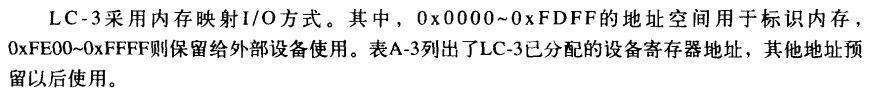 LC-3采用内存映射I/O方式。其中，0x0000~0xFDFF的地址空间用于标识内存，
0xFE00~0xFFFF则保留给外部设备使用。表A-3列出了LC-3已分配的设备寄存器地址，其他地址预
留以后使用。